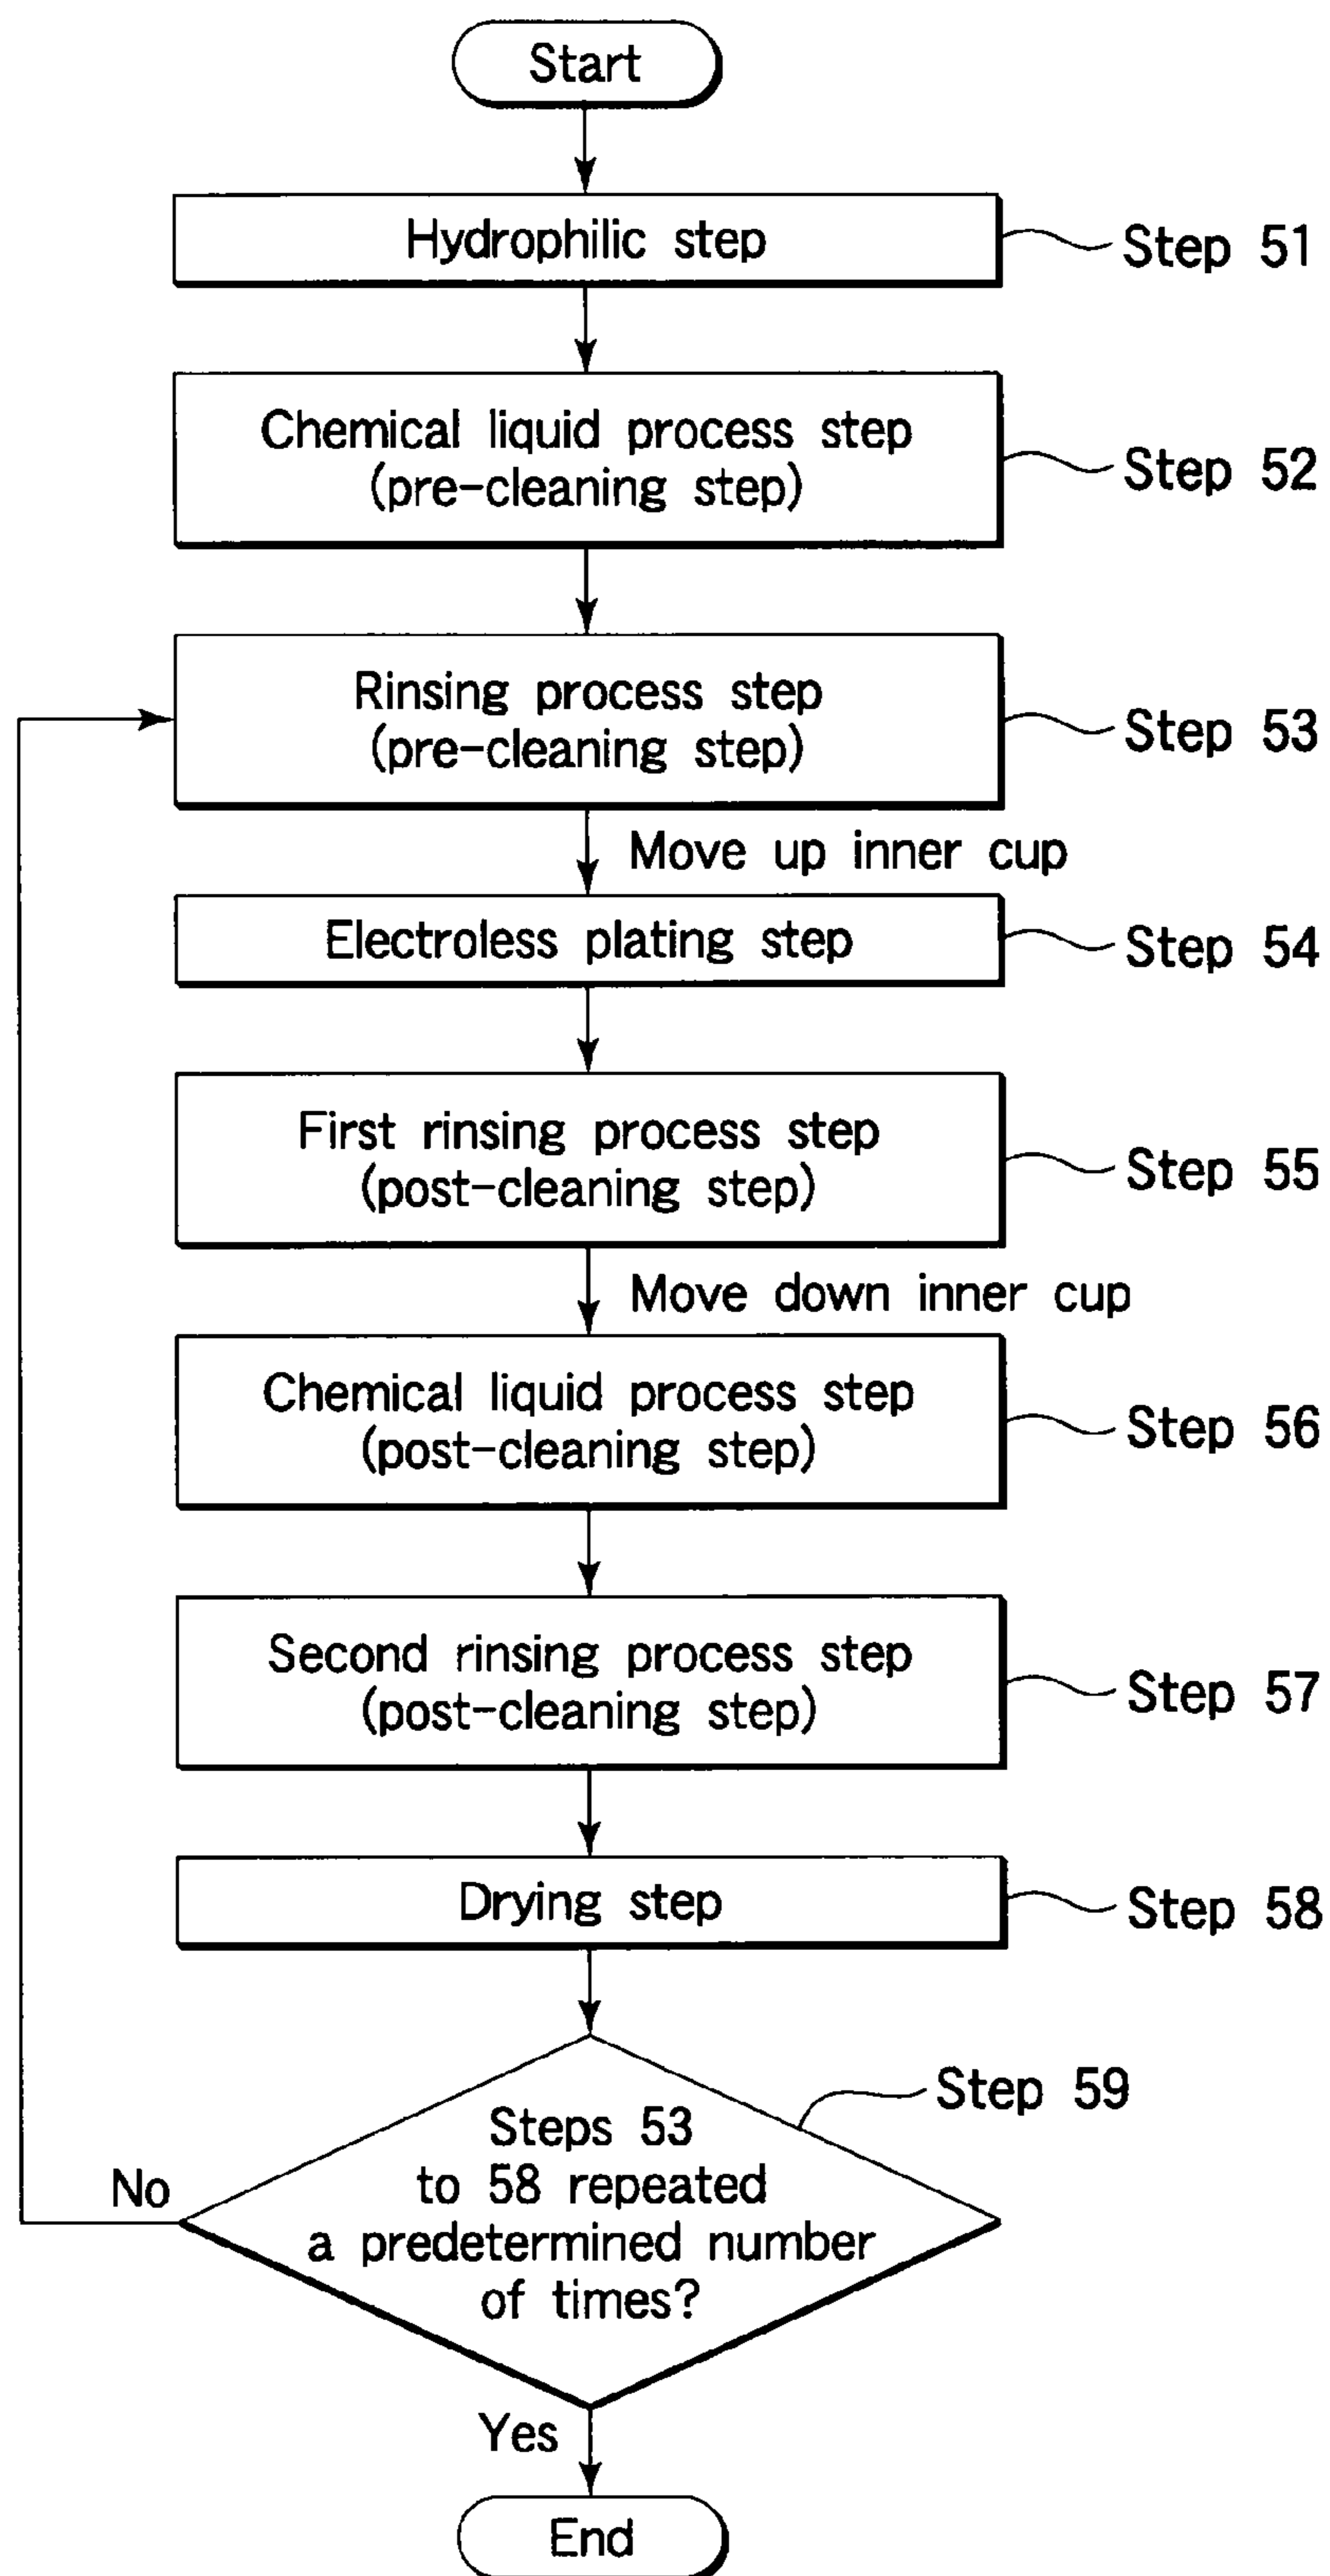 Start
Hydrophilic step
Step 51
Chemical liquid process step
(pre-cleaning step)
Step 52
Rinsing process step
(pre-cleaning step)
Step 53
Move up inner cup
Electroless plating step
Step 54
First rinsing process step
(post-cleaning step)
Step 55
Move down inner cup
Chemical liquid process step
(post-cleaning step)
Step 56
Second rinsing process step
(post-cleaning step)
Step 57
Drying step
Step 58
Step 59
Steps 53
to 58 repeated
a predetermined number
of times?
No
Yes
End